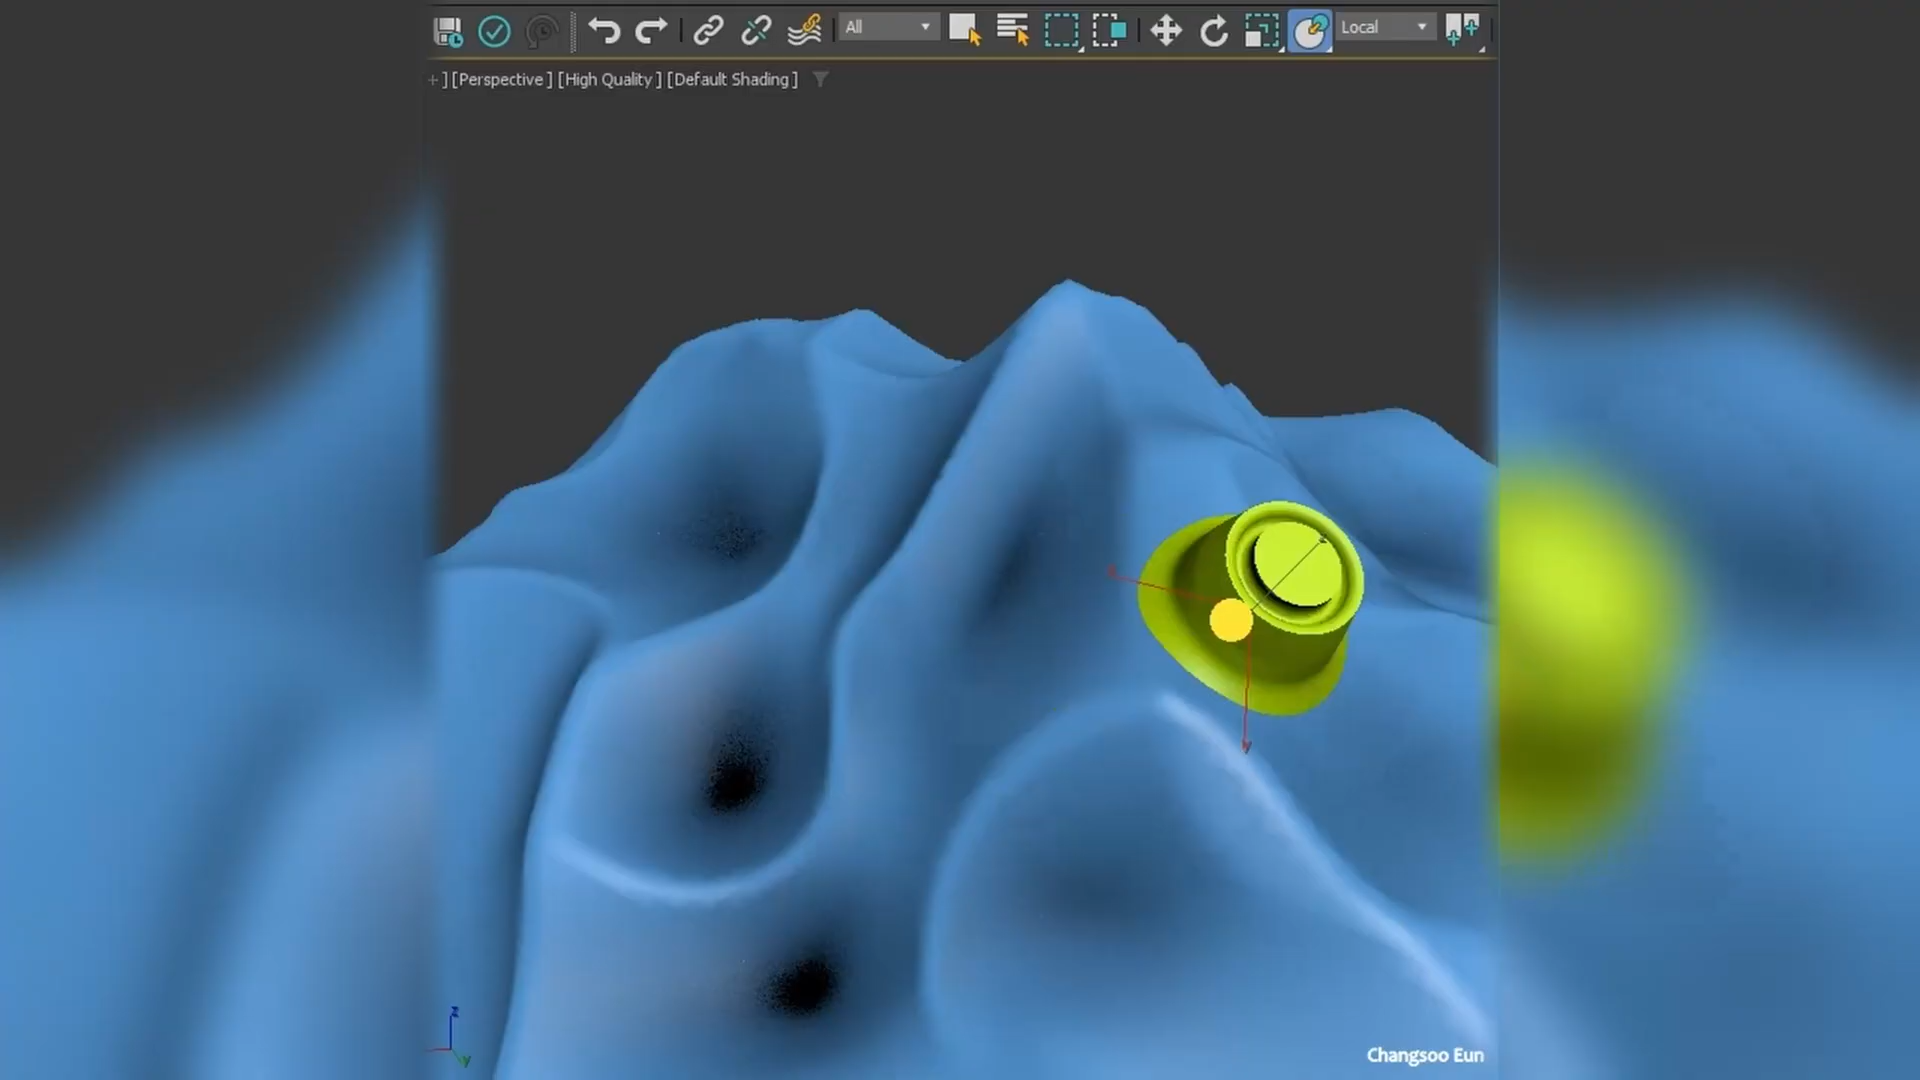 All
Local
+ ] [Perspective ] [High Quality ] [Default Shading ]
z
y
Changsoo Eun